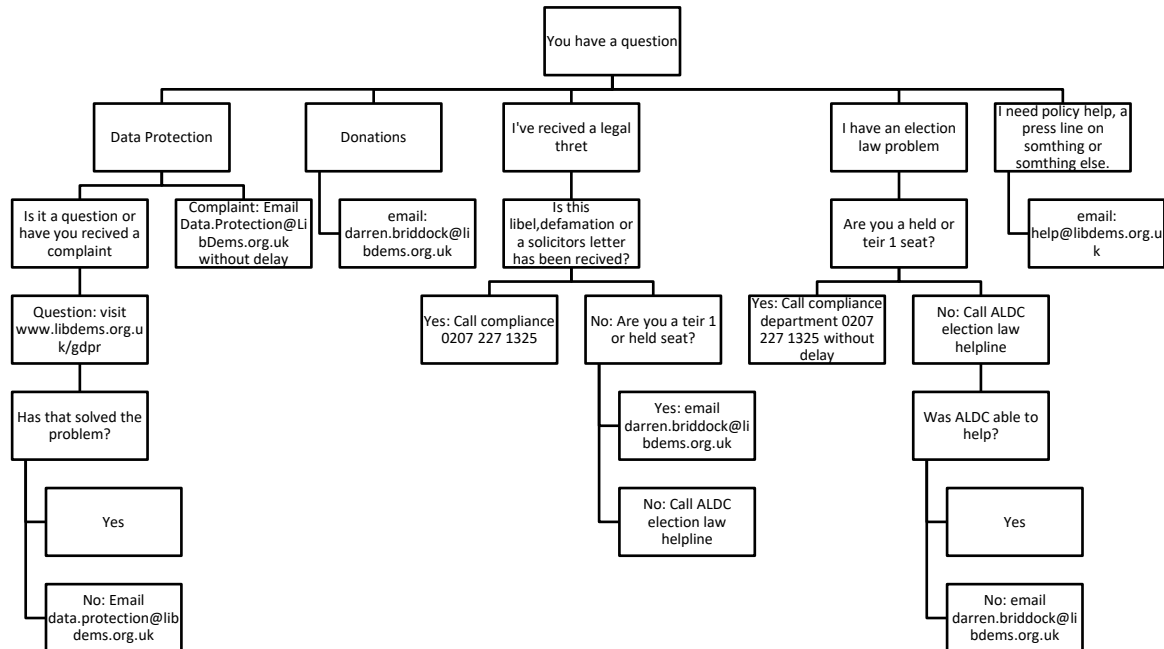 You have a question
Data Protection
Donations
I've recived a legal
thret
I have an election
law problem
I need policy help, a
press line on
somthing or
somthing else.
Is it a question or
have you recived a
complaint
Complaint: Email
Data.Protection@Li
bDems.org.uk
without delay
email:
darren.briddock@li
bdems.org.uk
Is this
libel,defamation or
a solicitors letter
has been recived?
Are you a held or
teir 1 seat?
email:
help@libdems.org.u
k
Question: visit
www.libdems.org.u
k/gdpr
Yes: Call compliance
0207 227 1325
No: Are you a teir 1
or held seat?
Yes: Call compliance
department 0207
227 1325 without
delay
No: Call ALDC
election law
helpline
Has that solved the
problem?
Yes: email
darren.briddock@li
bdems.org.uk
Was ALDC able to
help?
Yes
No: Call ALDC
election law
helpline
Yes
No: Email
data.protection@lib
dems.org.uk
No: email
darren.briddock@li
bdems.org.uk